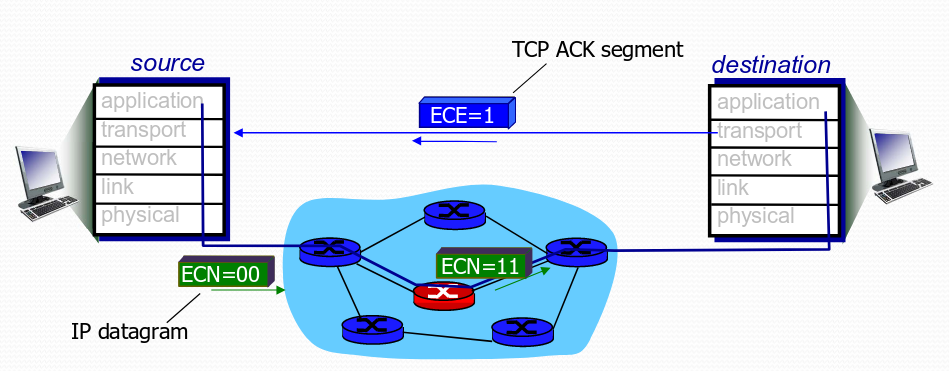 TCP ACK segment
source
destination
application
transport
network
link
physical
ECE=1
application
transport
network
link
physical
ECN=00
ECN=11
IP datagram